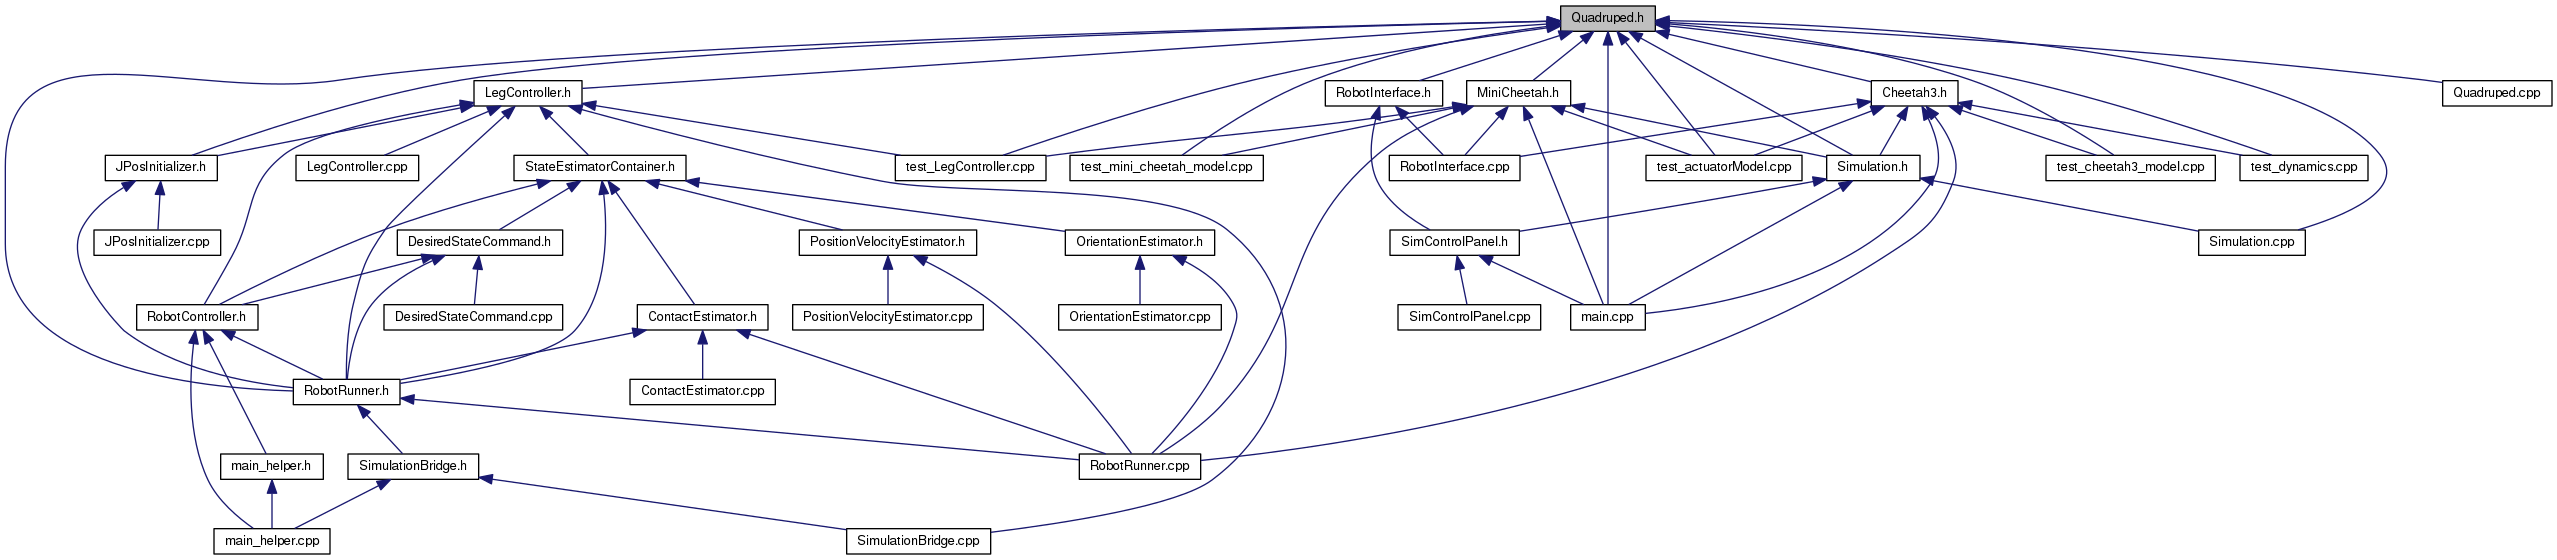 Quadruped.h
LegController.h
RobotInterface.h
MiniCheetah.h
Cheetah3.h
Quadruped.cpp
JPosInitializer.h
LegController.cpp
StateEstimatorContainer.h
test_LegController.cpp
test_mini_cheetah_model.cpp
RobotInterface.cpp
test_actuatorModel.cpp
Simulation.h
test_cheetah3_model.cpp
test_dynamics.cpp
JPosInitializer.cpp
DesiredStateCommand.h
PositionVelocityEstimator.h
OrientationEstimator.h
SimControlPanel.h
Simulation.cpp
RobotController.h
DesiredStateCommand.cpp
ContactEstimator.h
PositionVelocityEstimator.cpp
OrientationEstimator.cpp
SimControlPanel.cpp
main.cpp
RobotRunner.h
ContactEstimator.cpp
main_helper.h
SimulationBridge.h
RobotRunner.cpp
main_helper.cpp
SimulationBridge.cpp